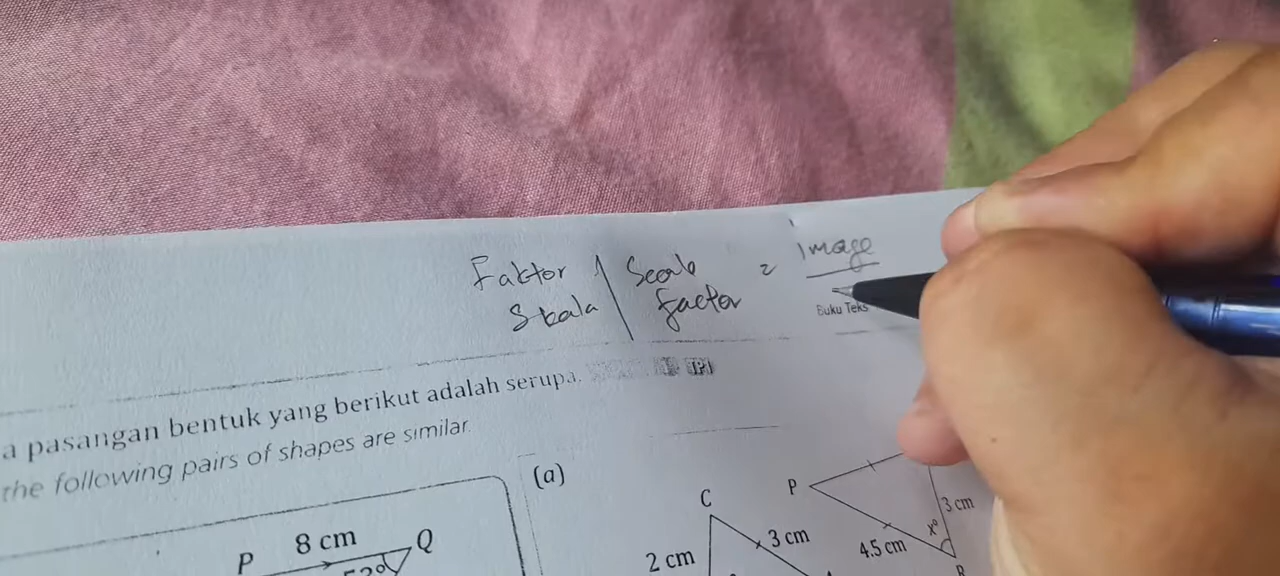 Faktor / Scale = Image
Skala factor
Buku Teks
a pasangan bentuk yang berikut adalah serupa.
the following pairs of shapes are similar.
(a)
P 8 cm Q
53°
C
2 cm
3 cm
P
4.5 cm
3 cm
x°
R